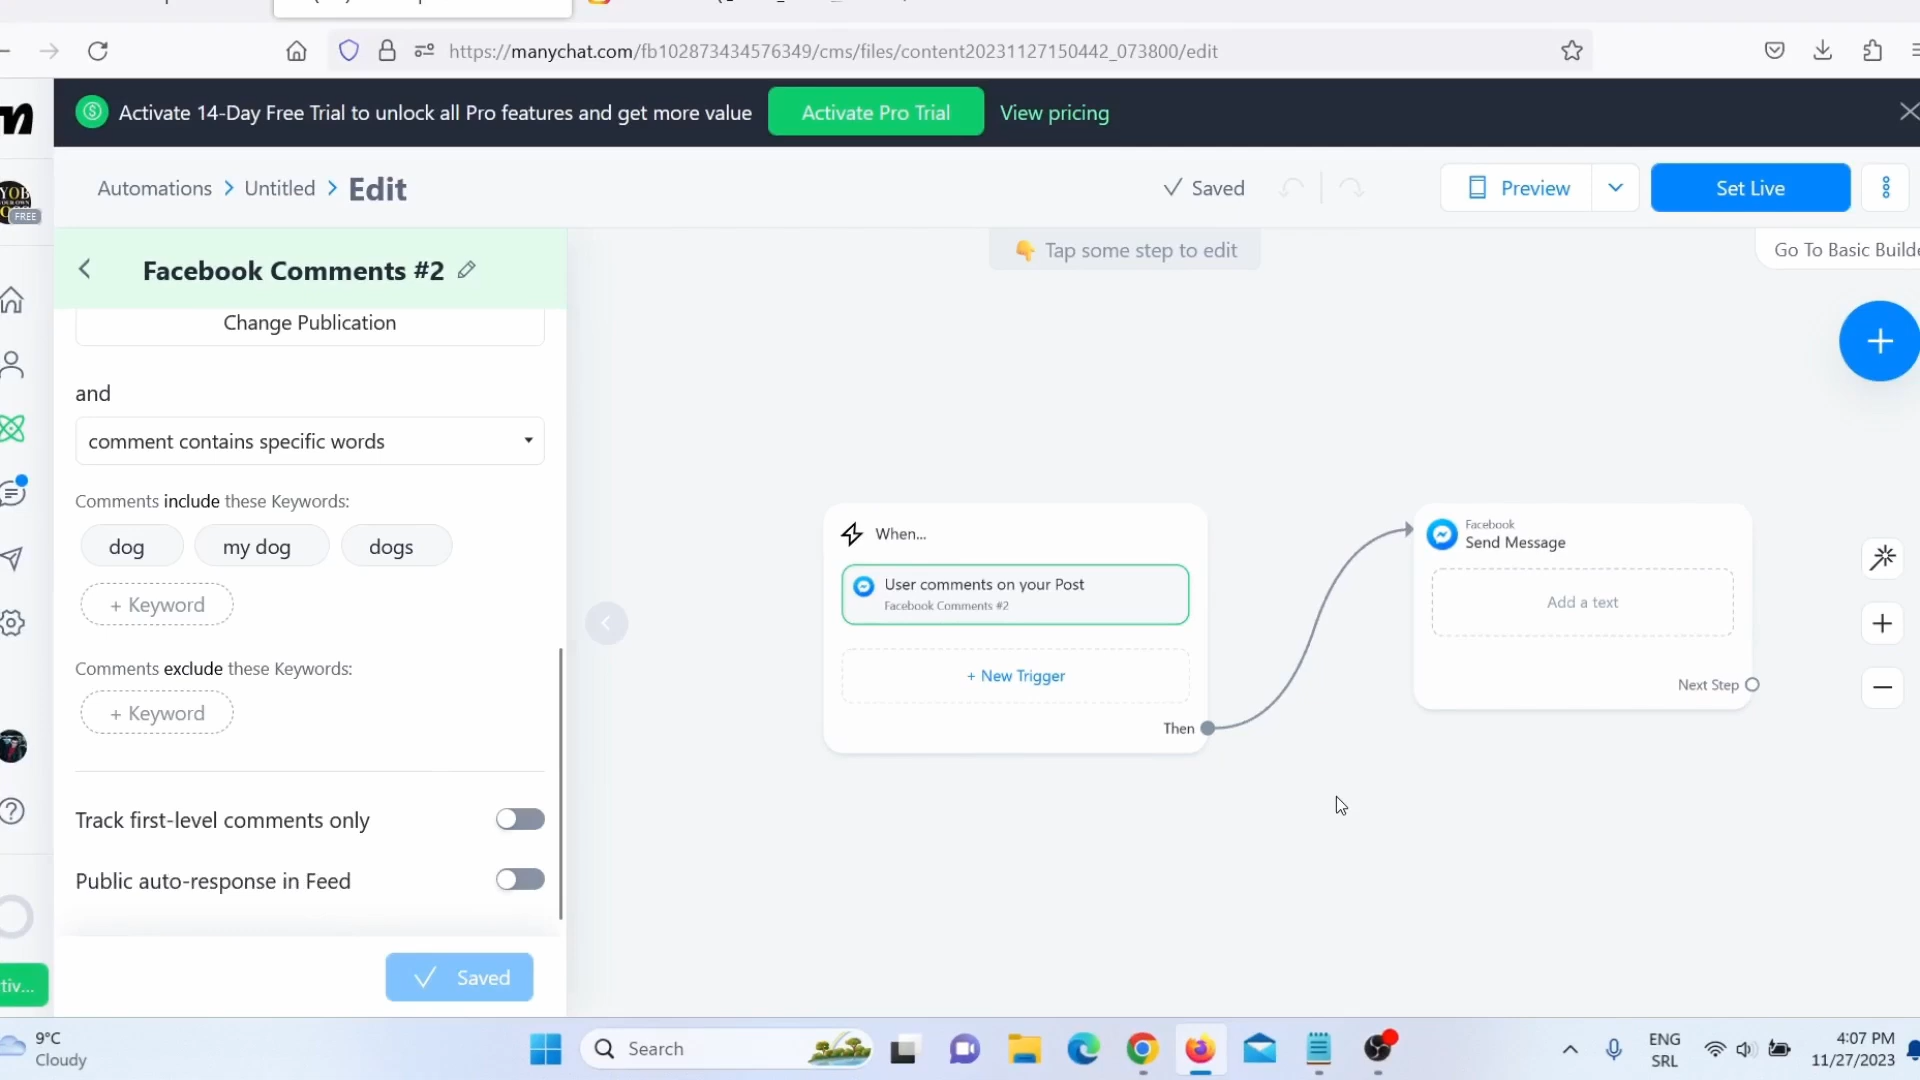 https://manychat.com/fb102873434576349/cms/files/content20231127150442_073800/edit
Activate 14-Day Free Trial to unlock all Pro features and get more value
Activate Pro Trial
View pricing
FREE
Automations > Untitled > Edit
Saved
Preview
Set Live
Facebook Comments #2
Tap some step to edit
Go To Basic Builde
Change Publication
and
comment contains specific words
Comments include these Keywords:
dog
my dog
dogs
+ Keyword
Comments exclude these Keywords:
+ Keyword
Track first-level comments only
Public auto-response in Feed
Saved
When...
User comments on your Post
Facebook Comments #2
+ New Trigger
Then
Facebook
Send Message
Add a text
Next Step
tiv...
9°C
Cloudy
Search
ENG
SRL
4:07 PM
11/27/2023